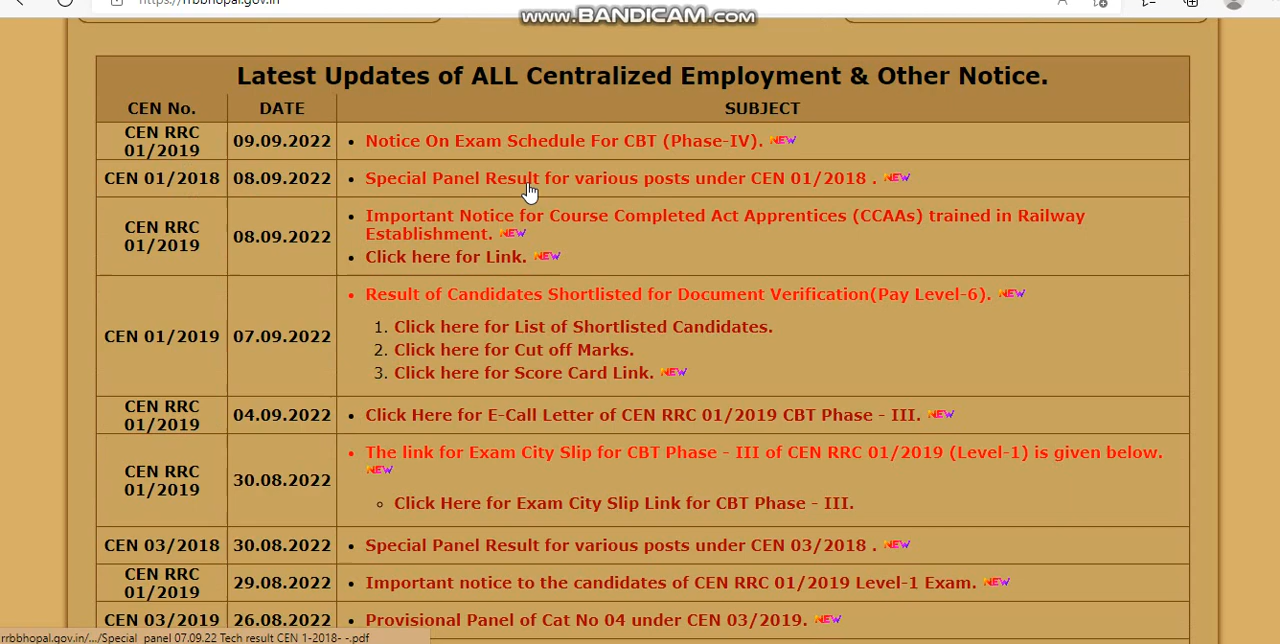 https://rrbbhopal.gov.in
www.BANDICAM.com
Latest Updates of ALL Centralized Employment & Other Notice.
CEN No. DATE SUBJECT
CEN RRC
01/2019
09.09.2022
• Notice On Exam Schedule For CBT (Phase-IV). NEW
CEN 01/2018 08.09.2022 • Special Panel Result for various posts under CEN 01/2018 . NEW
CEN RRC
01/2019
08.09.2022
• Important Notice for Course Completed Act Apprentices (CCAAs) trained in Railway
Establishment. NEW
• Click here for Link. NEW
CEN 01/2019 07.09.2022
• Result of Candidates Shortlisted for Document Verification(Pay Level-6). NEW
1. Click here for List of Shortlisted Candidates.
2. Click here for Cut off Marks.
3. Click here for Score Card Link. NEW
CEN RRC
01/2019
04.09.2022
• Click Here for E-Call Letter of CEN RRC 01/2019 CBT Phase - III. NEW
CEN RRC
01/2019
30.08.2022
• The link for Exam City Slip for CBT Phase - III of CEN RRC 01/2019 (Level-1) is given below.
NEW
◦ Click Here for Exam City Slip Link for CBT Phase - III.
CEN 03/2018 30.08.2022 • Special Panel Result for various posts under CEN 03/2018 . NEW
CEN RRC
01/2019
29.08.2022
• Important notice to the candidates of CEN RRC 01/2019 Level-1 Exam. NEW
CEN 03/2019 26.08.2022 • Provisional Panel of Cat No 04 under CEN 03/2019. NEW
rrbbhopal.gov.in/.../Special_panel 07.09.22 Tech result CEN 1-2018- -.pdf